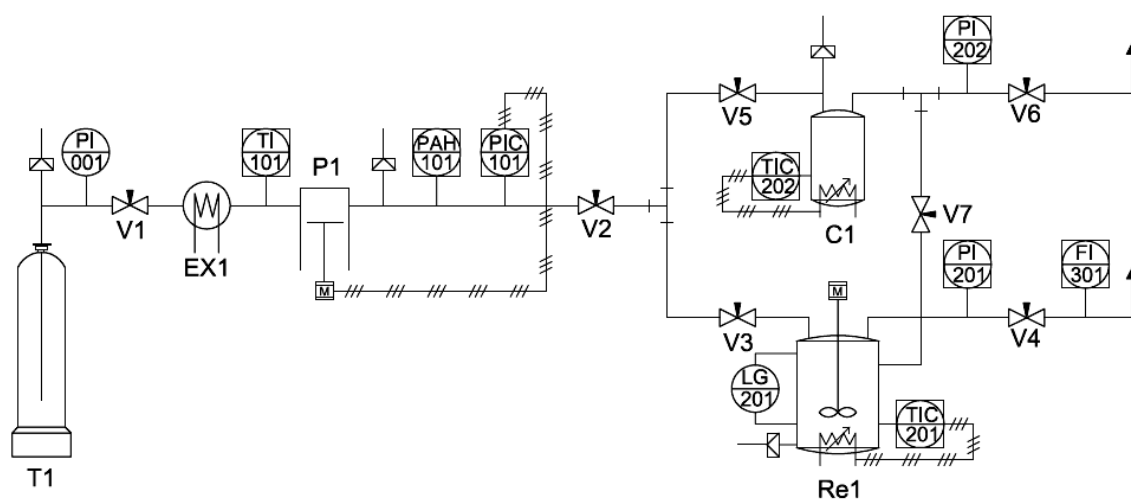 PI
202
V5
V6
PI
001
TI
101
P1
PAH
101
PIC
101
TIC
202
V1
EX1
V2
C1
V7
PI
201
FI
301
M
M
V3
V4
LG
201
TIC
201
T1
Re1